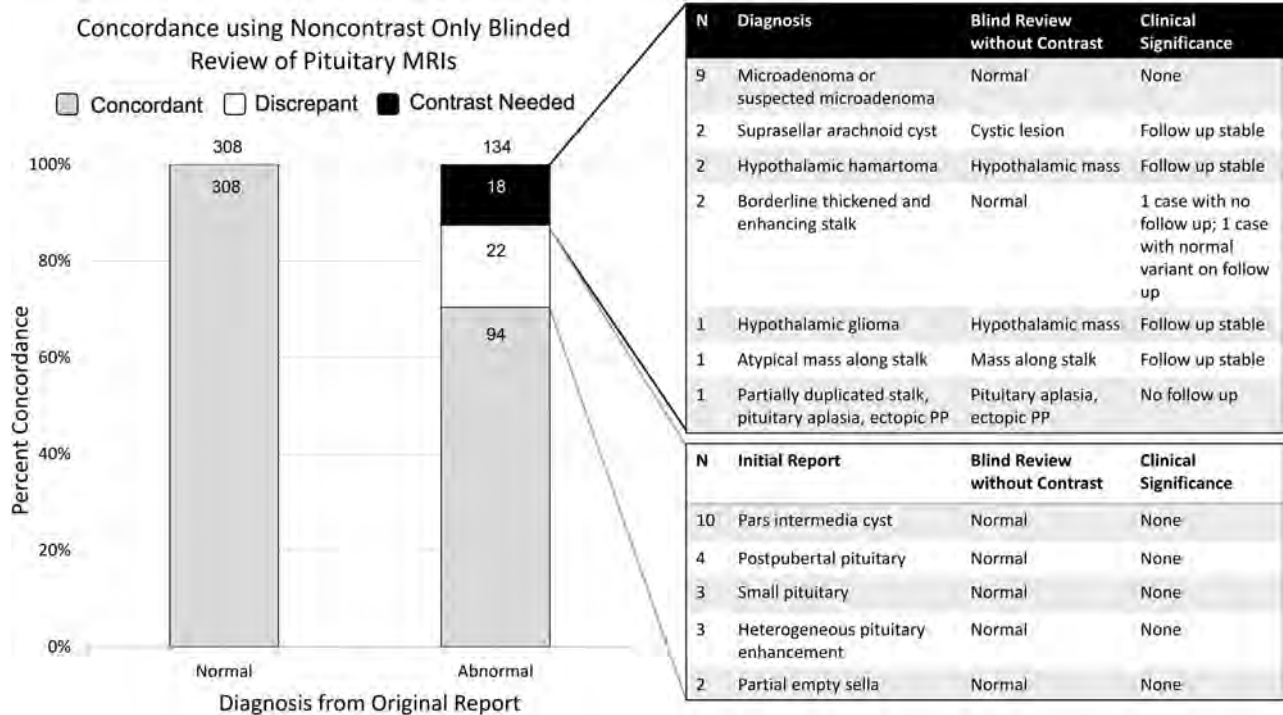 Concordance using Noncontrast Only Blinded
Review of Pituitary MRIs
Concordant
Discrepant
Contrast Needed
308
134
100%
308
18
22
80%
94
60%
40%
20%
0%
Percent Concordance
Normal
Abnormal
Diagnosis from Original Report
N Diagnosis Blind Review Clinical
without Contrast Significance
9 Microadenoma or Normal None
suspected microadenoma
2 Suprasellar arachnoid cyst Cystic lesion Follow up stable
2 Hypothalamic hamartoma Hypothalamic mass Follow up stable
2 Borderline thickened and Normal 1 case with no
enhancing stalk follow up; 1 case
with normal
variant on follow
up
1 Hypothalamic glioma Hypothalamic mass Follow up stable
1 Atypical mass along stalk Mass along stalk Follow up stable
1 Partially duplicated stalk, Pituitary aplasia, No follow up
pituitary aplasia, ectopic PP ectopic PP
N Initial Report Blind Review Clinical
without Contrast Significance
10 Pars intermedia cyst Normal None
4 Postpubertal pituitary Normal None
3 Small pituitary Normal None
3 Heterogeneous pituitary Normal None
enhancement
2 Partial empty sella Normal None